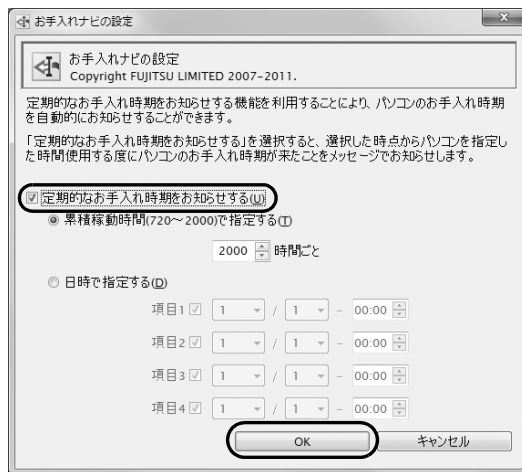 お手入れナビの設定
お手入れナビの設定
Copyright FUJITSU LIMITED 2007-2011.
定期的なお手入れ時期をお知らせする機能を利用することにより、パソコンのお手入れ時期
を自動的にお知らせすることができます。
「定期的なお手入れ時期をお知らせする」を選択すると、選択した時点からパソコンを指定し
た時間使用する度にパソコンのお手入れ時期が来たことをメッセージでお知らせします。
定期的なお手入れ時期をお知らせする(U)
累積稼動時間(720～2000)で指定する(T)
2000 時間ごと
日時で指定する(D)
項目1 1 / 1 - 00:00
項目2 1 / 1 - 00:00
項目3 1 / 1 - 00:00
項目4 1 / 1 - 00:00
OK キャンセル